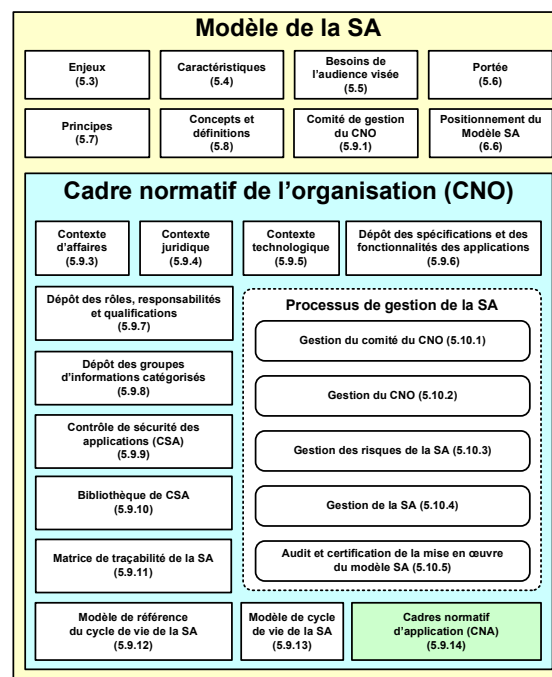 Modèle de la SA
Enjeux
(5.3)
Caractéristiques
(5.4)
Besoins de
l'audience visée
(5.5)
Portée
(5.6)
Principes
(5.7)
Concepts et
définitions
(5.8)
Comité de gestion
du CNO
(5.9.1)
Positionnement du
Modèle SA
(6.6)
Cadre normatif de l'organisation (CNO)
Contexte
d'affaires
(5.9.3)
Contexte
juridique
(5.9.4)
Contexte
technologique
(5.9.5)
Dépôt des spécifications et des
fonctionnalités des applications
(5.9.6)
Dépôt des rôles, responsabilités
et qualifications
(5.9.7)
Dépôt des groupes
d'informations catégorisés
(5.9.8)
Contrôle de sécurité des
applications (CSA)
(5.9.9)
Bibliothèque de CSA
(5.9.10)
Matrice de traçabilité de la SA
(5.9.11)
Processus de gestion de la SA
Gestion du comité du CNO (5.10.1)
Gestion du CNO (5.10.2)
Gestion des risques de la SA (5.10.3)
Gestion de la SA (5.10.4)
Audit et certification de la mise en œuvre
du modèle SA (5.10.5)
Modèle de référence
du cycle de vie de la SA
(5.9.12)
Modèle de cycle
de vie de la SA
(5.9.13)
Cadres normatif
d'application (CNA)
(5.9.14)